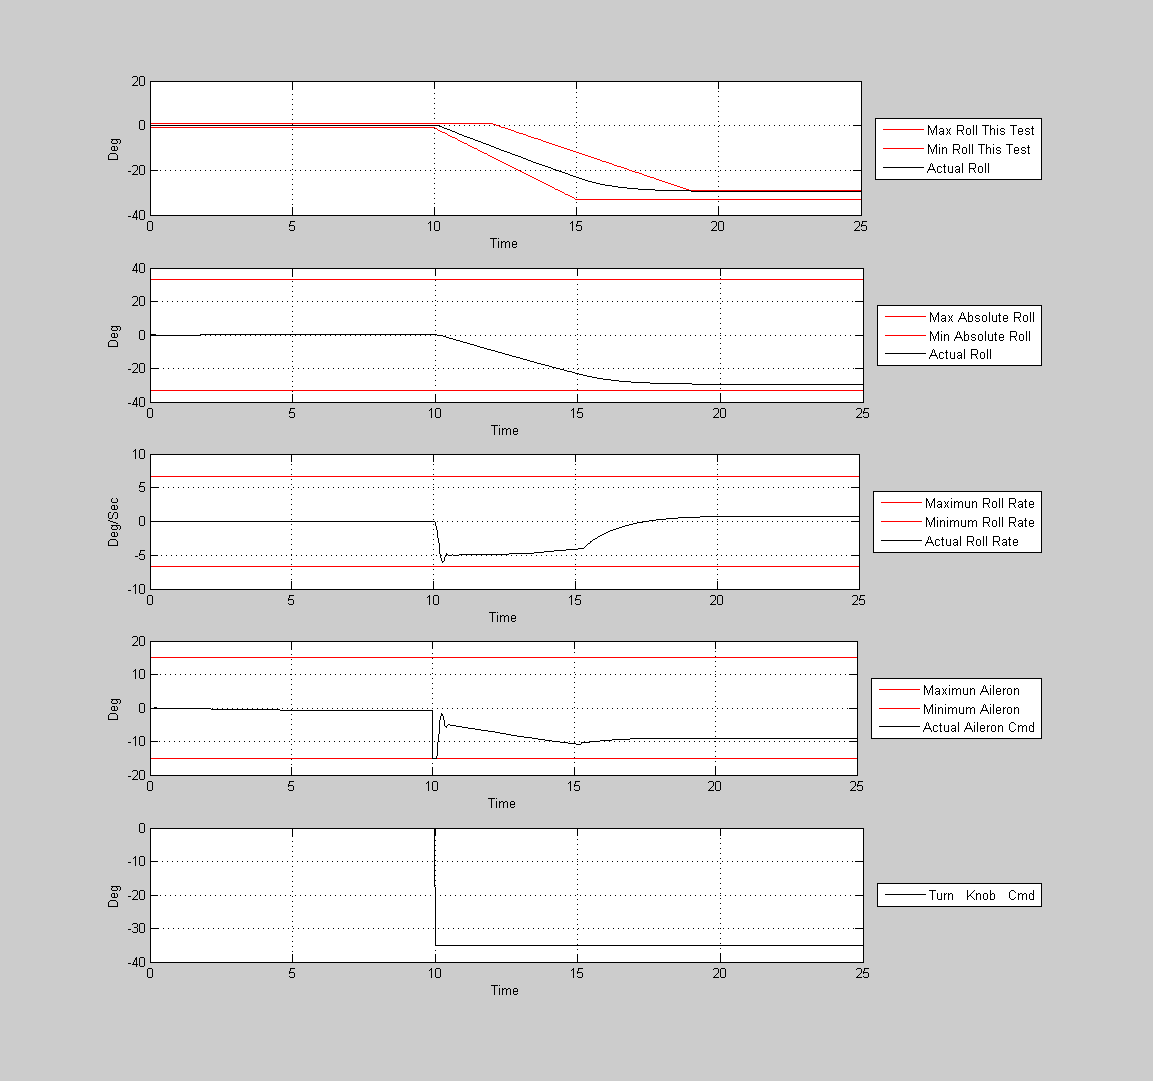 20
0
-20
-40
Deg
0 5 10 15 20 25
Time
Max Roll This Test
Min Roll This Test
Actual Roll
40
20
0
-20
-40
Deg
0 5 10 15 20 25
Time
Max Absolute Roll
Min Absolute Roll
Actual Roll
10
5
0
-5
-10
Deg/Sec
0 5 10 15 20 25
Time
Maximun Roll Rate
Minimum Roll Rate
Actual Roll Rate
20
10
0
-10
-20
Deg
0 5 10 15 20 25
Time
Maximun Aileron
Minimum Aileron
Actual Aileron Cmd
0
-10
-20
-30
-40
Deg
0 5 10 15 20 25
Time
Turn Knob Cmd